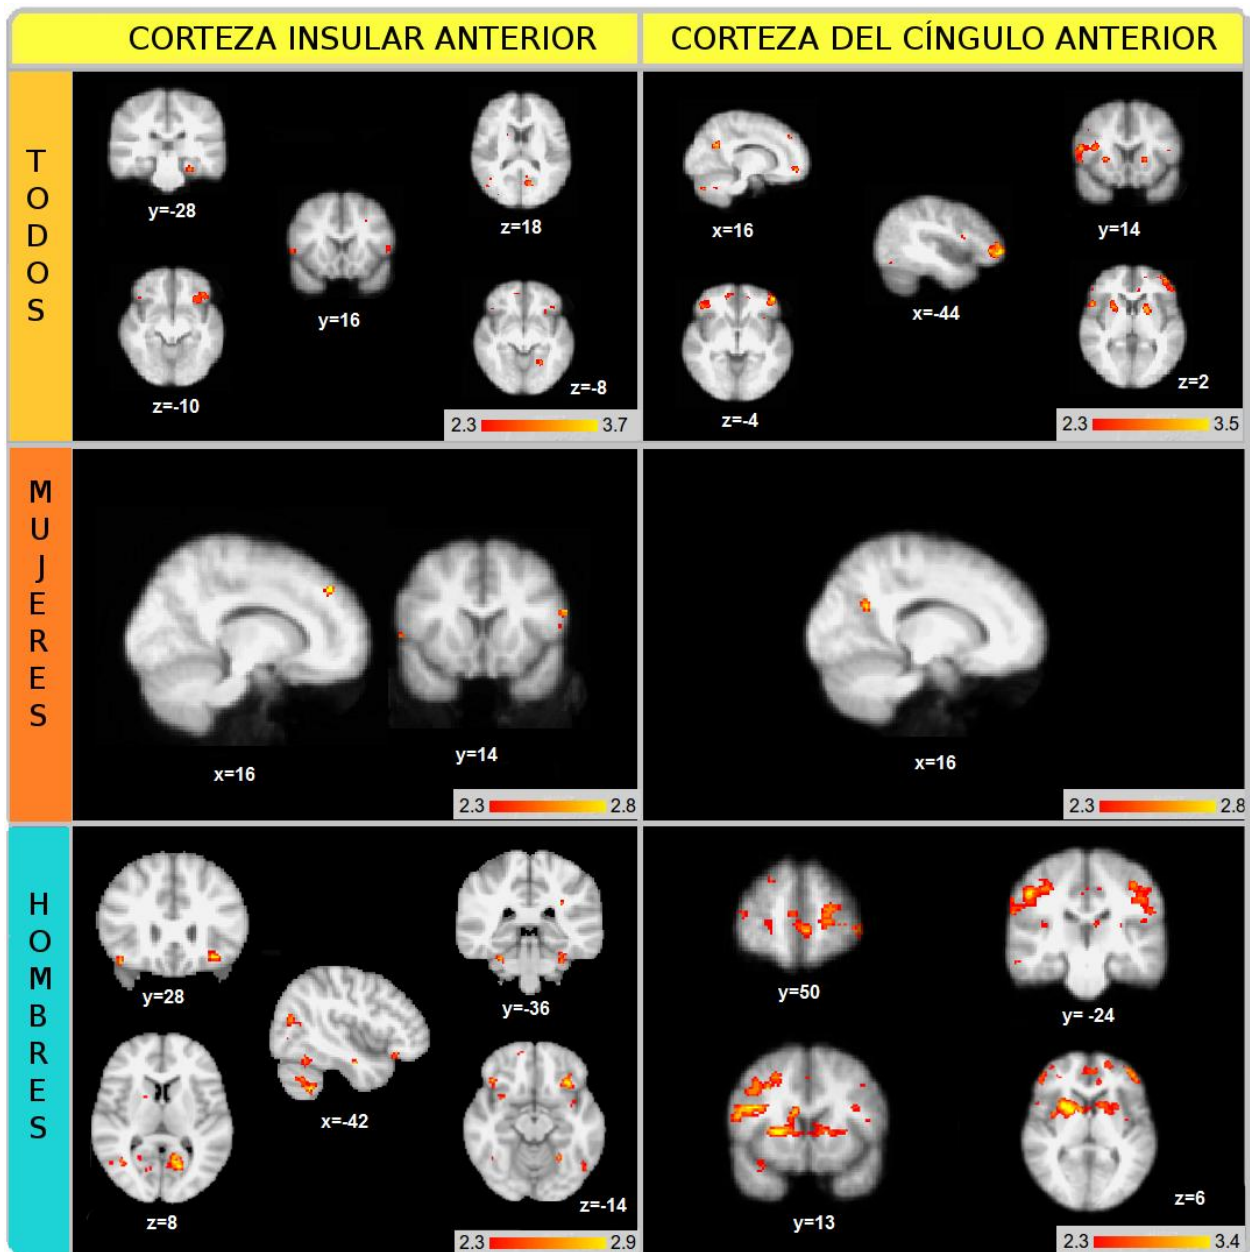 CORTEZA INSULAR ANTERIOR
CORTEZA DEL CÍNGULO ANTERIOR
TODOS
y=-28
z=18
y=16
z=-10
z=-8
2.3 3.7
x=16
y=14
x=-44
z=-4
z=2
2.3 3.5
MUJERES
x=16
y=14
2.3 2.8
x=16
2.3 2.8
HOMBRES
y=28
y=-36
x=-42
z=8
z=-14
2.3 2.9
y=50
y= -24
y=13
z=6
2.3 3.4